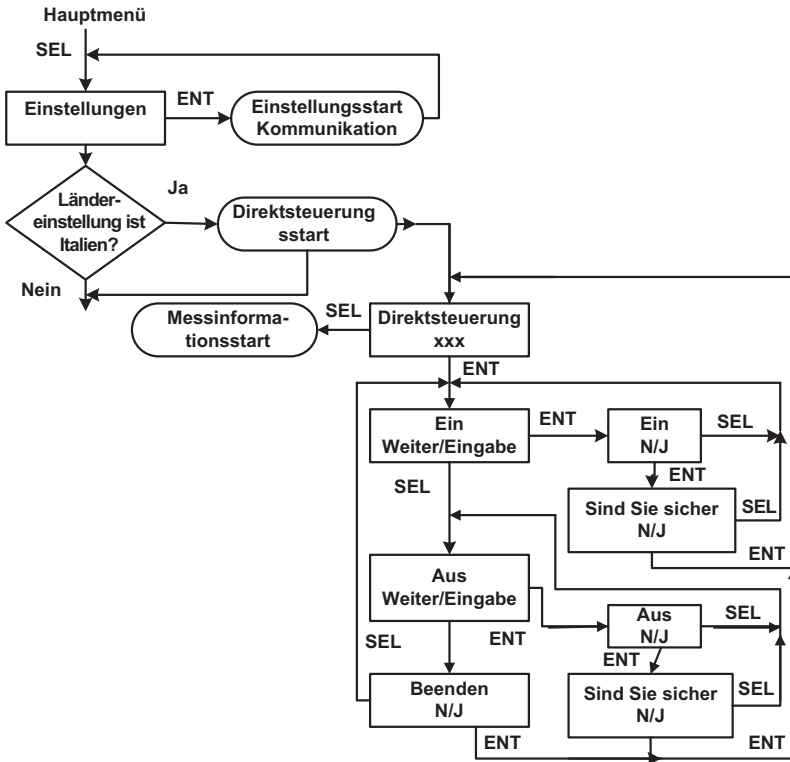 Hauptmenü
SEL
Einstellungen
ENT
Einstellungsstart
Kommunikation
Länder-
einstellung ist
Italien?
Ja
Direktsteuerung
sstart
Nein
Messinforma-
tionsstart
SEL
Direktsteuerung
xxx
ENT
Ein
Weiter/Eingabe
ENT
Ein
N/J
SEL
ENT
SEL
Sind Sie sicher
N/J
SEL
ENT
Aus
Weiter/Eingabe
ENT
Aus
N/J
SEL
SEL
ENT
Beenden
N/J
Sind Sie sicher
N/J
SEL
ENT
ENT